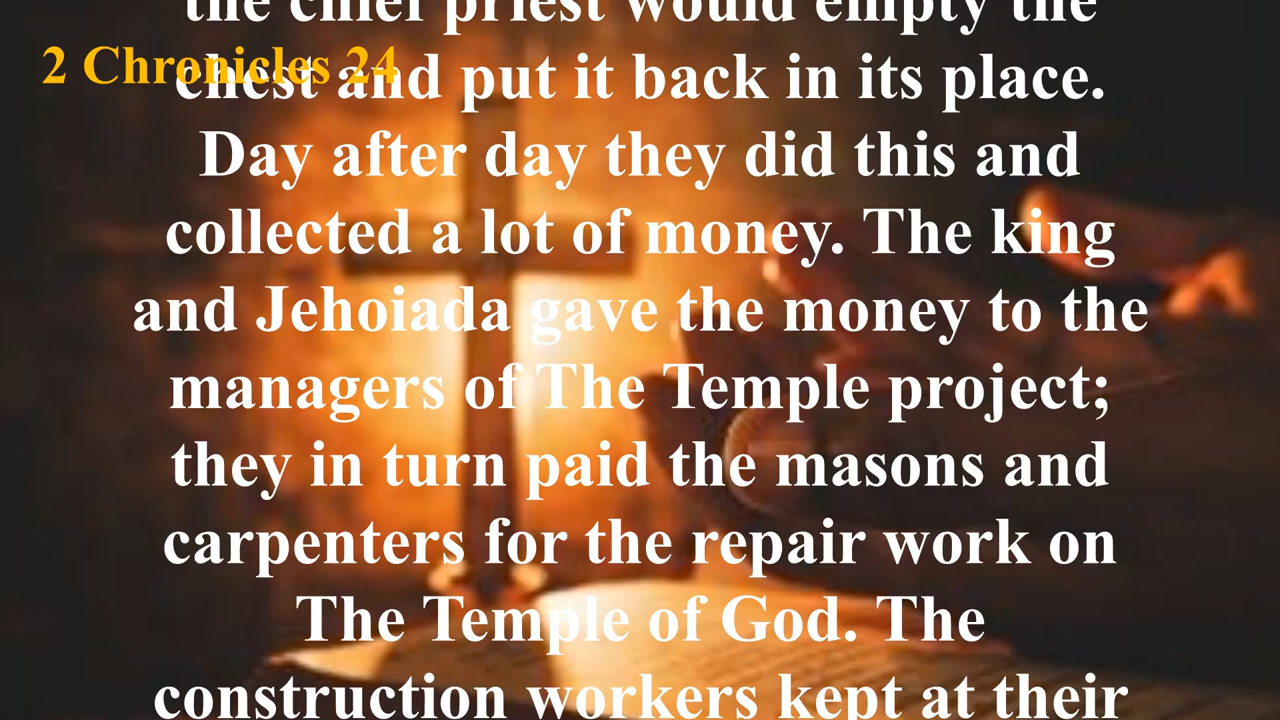 the chief priest would empty the
2 Chronicles 24
chest and put it back in its place.
Day after day they did this and
collected a lot of money. The king
and Jehoiada gave the money to the
managers of The Temple project;
they in turn paid the masons and
carpenters for the repair work on
The Temple of God. The
construction workers kept at their